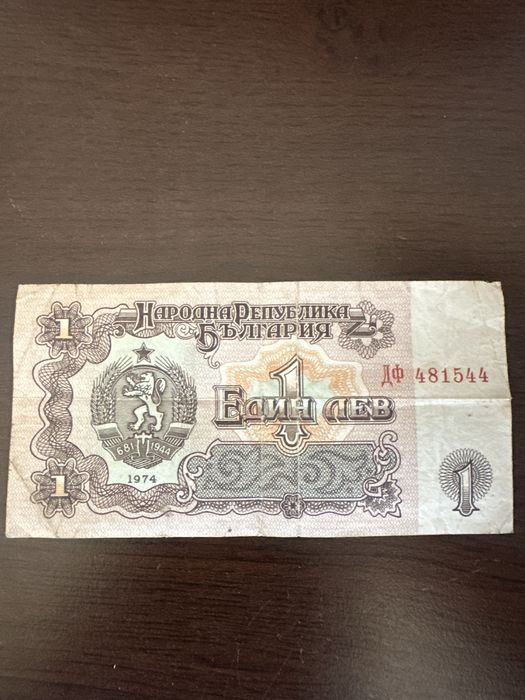 1
Народна Република
България
ДФ 481544
1
Един лев
681 1944
1974
1
1